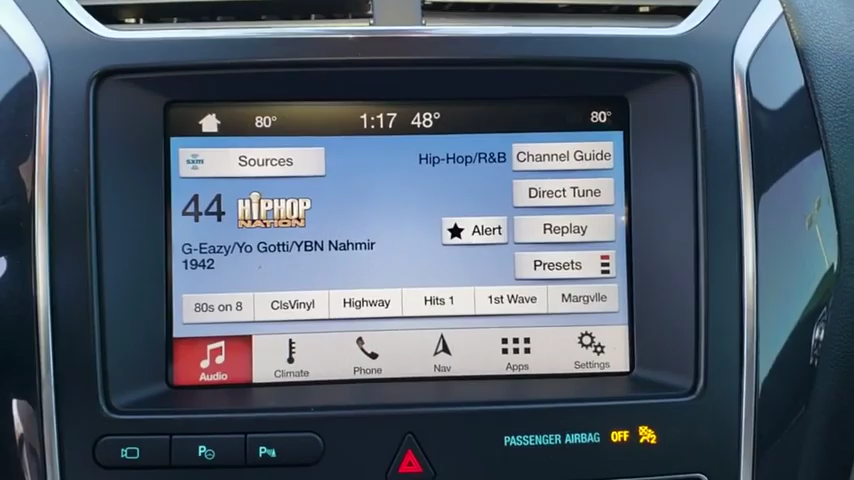 80° 1:17 48° 80°
sxm Sources
Hip-Hop/R&B Channel Guide
Direct Tune
44 HIPHOP NATION
Alert Replay
G-Eazy/Yo Gotti/YBN Nahmir
1942
Presets
80s on 8 ClsVinyl Highway Hits 1 1st Wave Margvlle
Audio Climate Phone Nav Apps Settings
PASSENGER AIRBAG OFF 2
P P